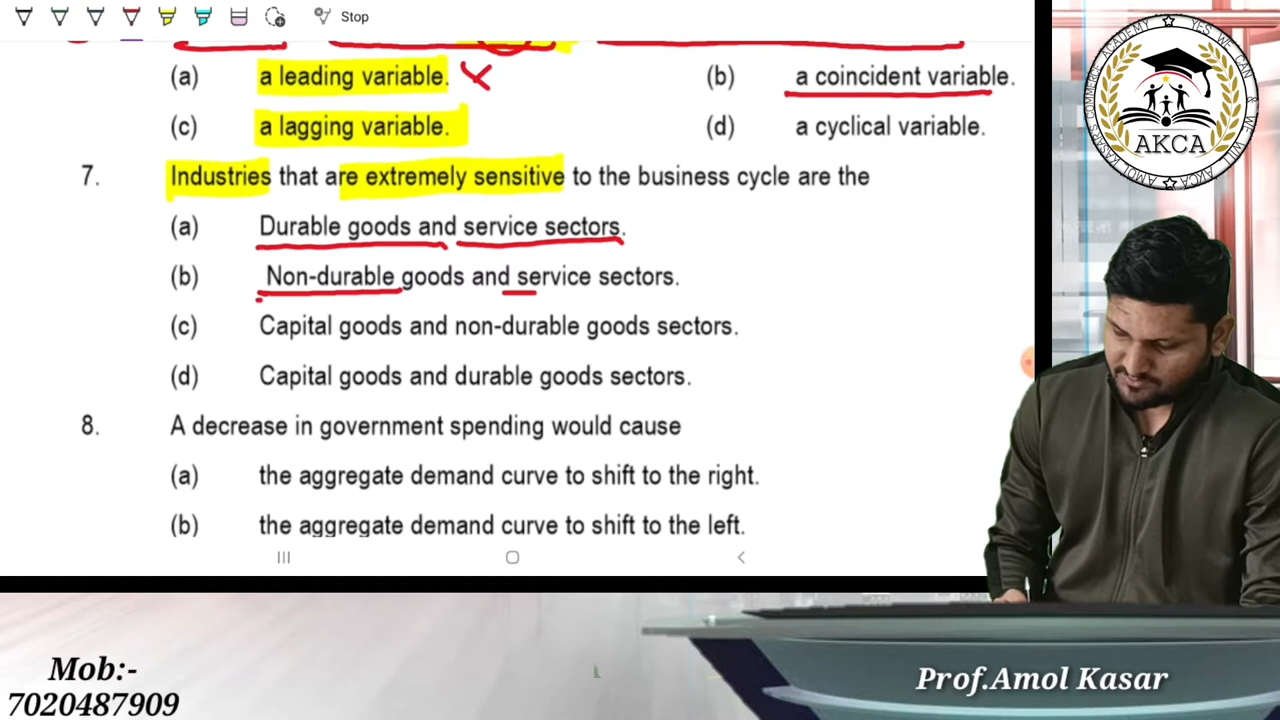 Stop
(a) a leading variable. (b) a coincident variable.
(c) a lagging variable. (d) a cyclical variable.
7. Industries that are extremely sensitive to the business cycle are the
(a) Durable goods and service sectors.
(b) Non-durable goods and service sectors.
(c) Capital goods and non-durable goods sectors.
(d) Capital goods and durable goods sectors.
8. A decrease in government spending would cause
(a) the aggregate demand curve to shift to the right.
(b) the aggregate demand curve to shift to the left.
AKCA
Mob:-
7020487909
Prof.Amol Kasar